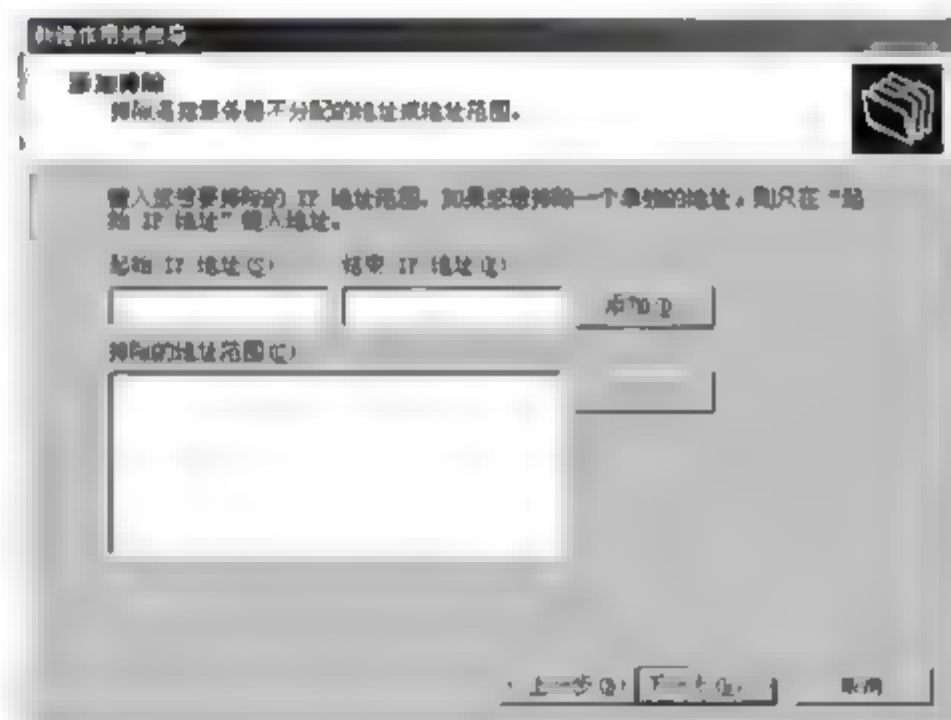 新建作用域向导
添加排除
排除是指服务器不分配的地址或地址范围。
键入您想要排除的 IP 地址范围。如果您想排除一个单独的地址，则只在“起
始 IP 地址”键入地址。
起始 IP 地址(S)
结束 IP 地址(E)
添加(D)
排除的地址范围(C)
上一步(B)
下一步(N)
取消